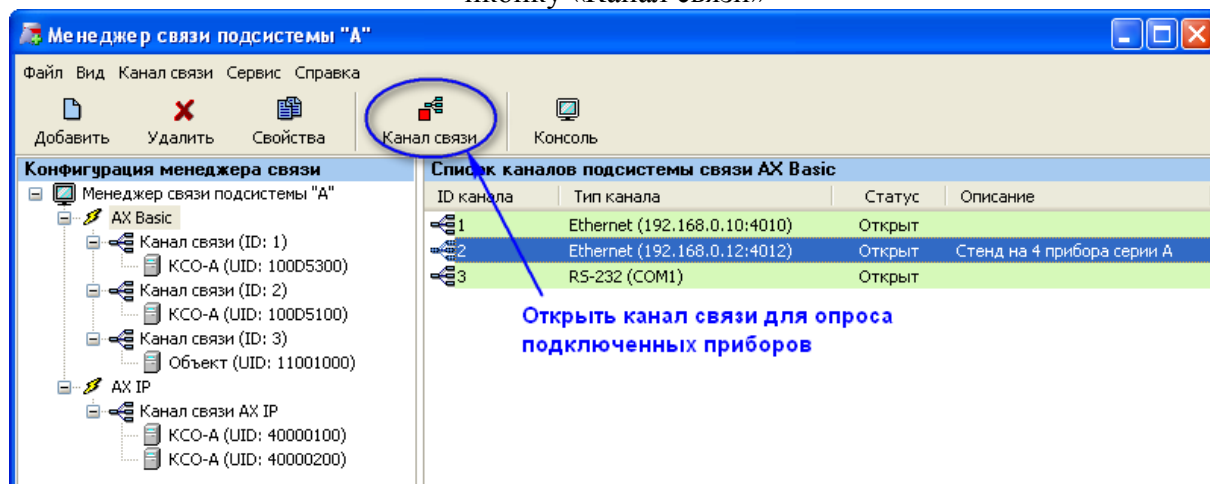 иконку «Канал связи»
Менеджер связи подсистемы "А"
Файл Вид Канал связи Сервис Справка
Добавить Удалить Свойства Канал связи Консоль
Конфигурация менеджера связи
Список каналов подсистемы связи AX Basic
Менеджер связи подсистемы "А"
ID канала Тип канала Статус Описание
AX Basic
1 Ethernet (192.168.0.10:4010) Открыт
Канал связи (ID: 1)
2 Ethernet (192.168.0.12:4012) Открыт Стенд на 4 прибора серии А
КСО-А (UID: 100D5300)
3 RS-232 (COM1) Открыт
Канал связи (ID: 2)
КСО-А (UID: 100D5100)
Открыть канал связи для опроса
Канал связи (ID: 3)
подключенных приборов
Объект (UID: 11001000)
AX IP
Канал связи AX IP
КСО-А (UID: 40000100)
КСО-А (UID: 40000200)